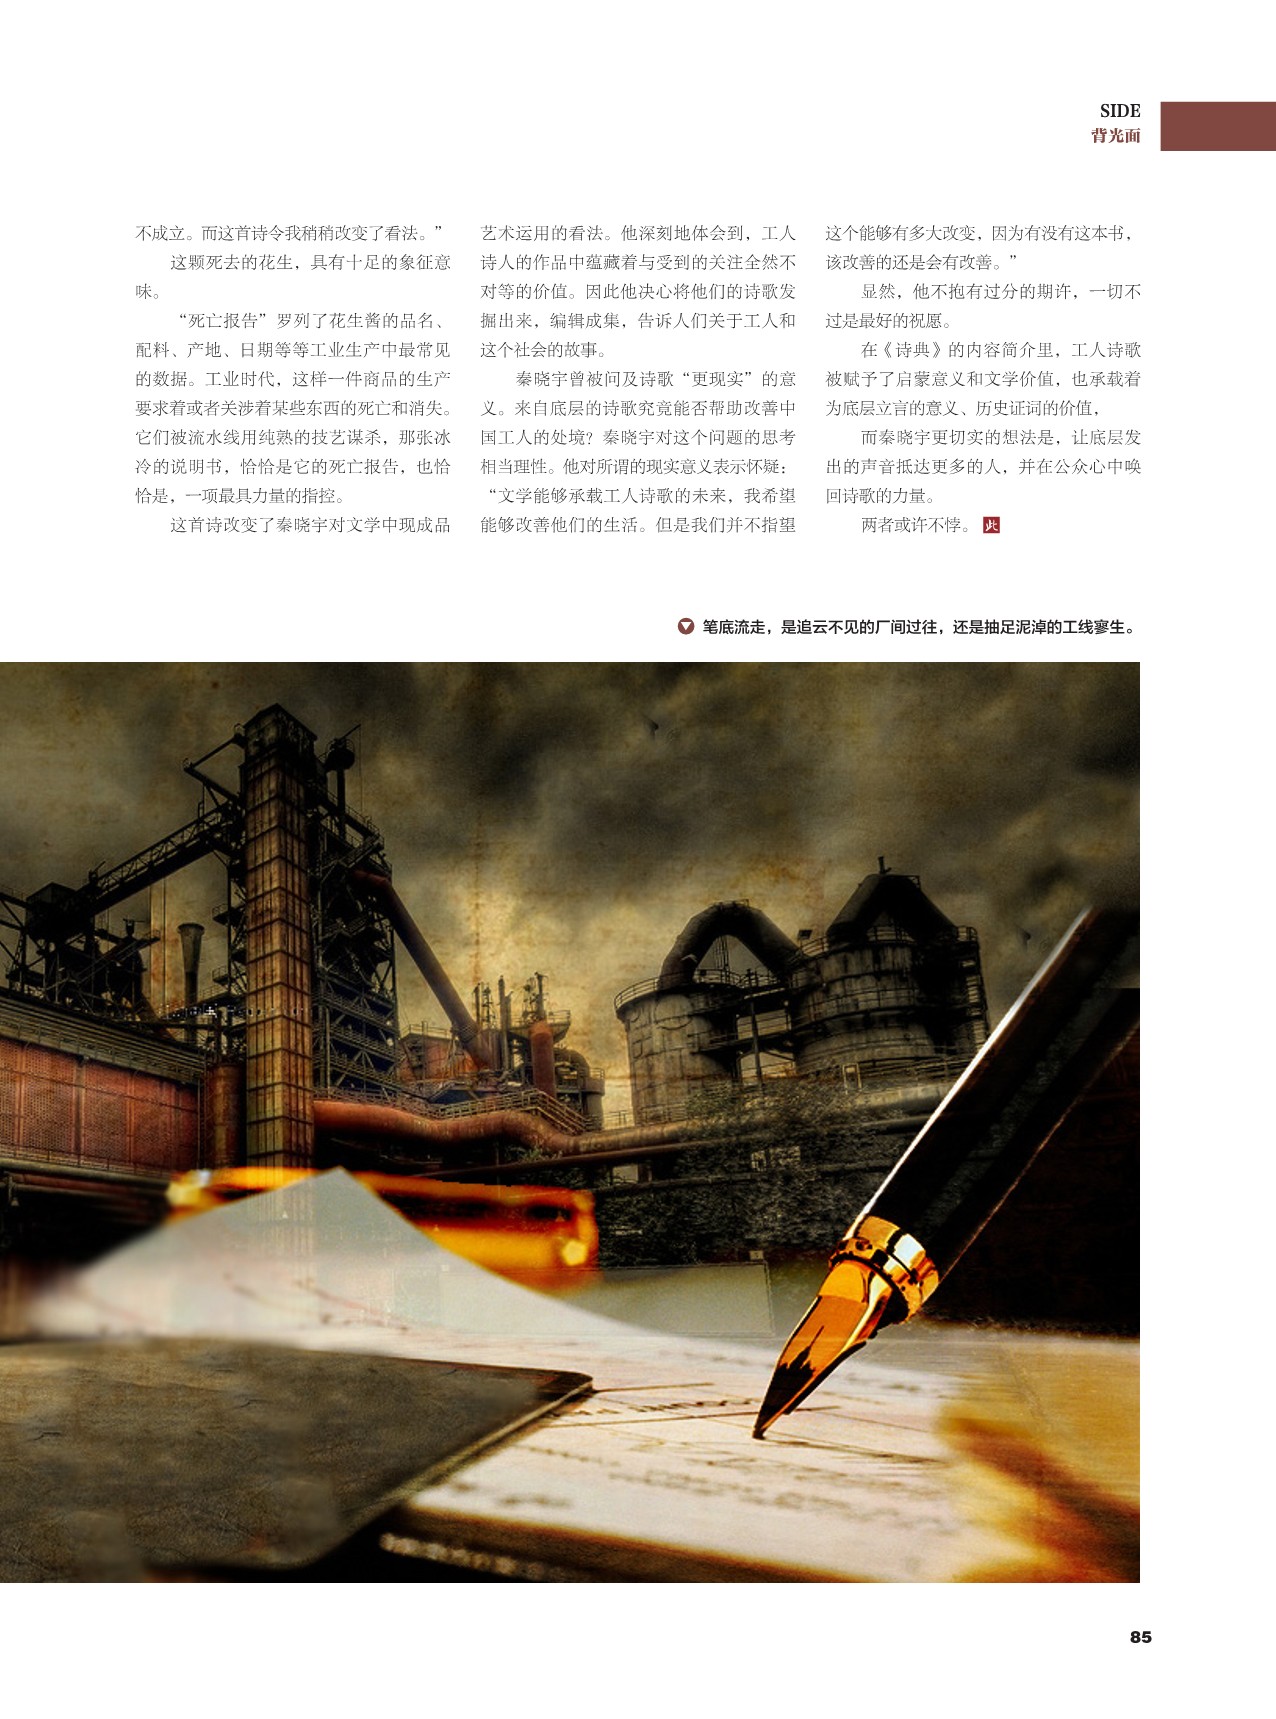 SIDE
背光面
不成立。而这首诗令我稍稍改变了看法。”
这颗死去的花生，具有十足的象征意
味。
“死亡报告”罗列了花生酱的品名、
配料、产地、日期等等工业生产中最常见
的数据。工业时代，这样一件商品的生产
要求着或者关涉着某些东西的死亡和消失。
它们被流水线用纯熟的技艺谋杀，那张冰
冷的说明书，恰恰是它的死亡报告，也恰
恰是，一项最具力量的指控。
这首诗改变了秦晓宇对文学中现成品
艺术运用的看法。他深刻地体会到，工人
诗人的作品中蕴藏着与受到的关注全然不
对等的价值。因此他决心将他们的诗歌发
掘出来，编辑成集，告诉人们关于工人和
这个社会的故事。
秦晓宇曾被问及诗歌“更现实”的意
义。来自底层的诗歌究竟能否帮助改善中
国工人的处境？秦晓宇对这个问题的思考
相当理性。他对所谓的现实意义表示怀疑：
“文学能够承载工人诗歌的未来，我希望
能够改善他们的生活。但是我们并不指望
这个能够有多大改变，因为有没有这本书，
该改善的还是会有改善。”
显然，他不抱有过分的期许，一切不
过是最好的祝愿。
在《诗典》的内容简介里，工人诗歌
被赋予了启蒙意义和文学价值，也承载着
为底层立言的意义、历史证词的价值，
而秦晓宇更切实的想法是，让底层发
出的声音抵达更多的人，并在公众心中唤
回诗歌的力量。
两者或许不悖。此
笔底流走，是追云不见的厂间过往，还是抽足泥淖的工线寥生。
85